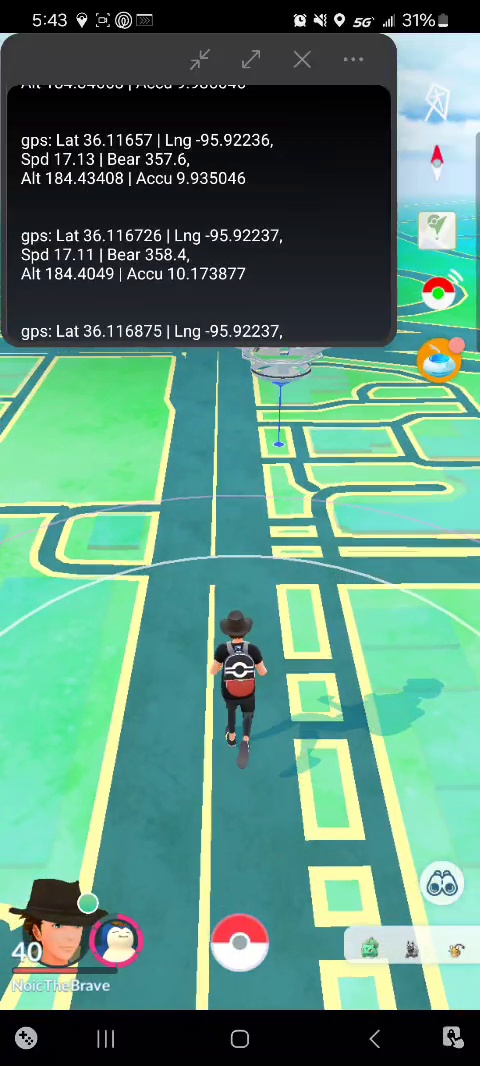 5:43
5G
31%
gps: Lat 36.11657 | Lng -95.92236,
Spd 17.13 | Bear 357.6,
Alt 184.43408 | Accu 9.935046
gps: Lat 36.116726 | Lng -95.92237,
Spd 17.11 | Bear 358.4,
Alt 184.4049 | Accu 10.173877
gps: Lat 36.116875 | Lng -95.92237,
40
NoicTheBrave